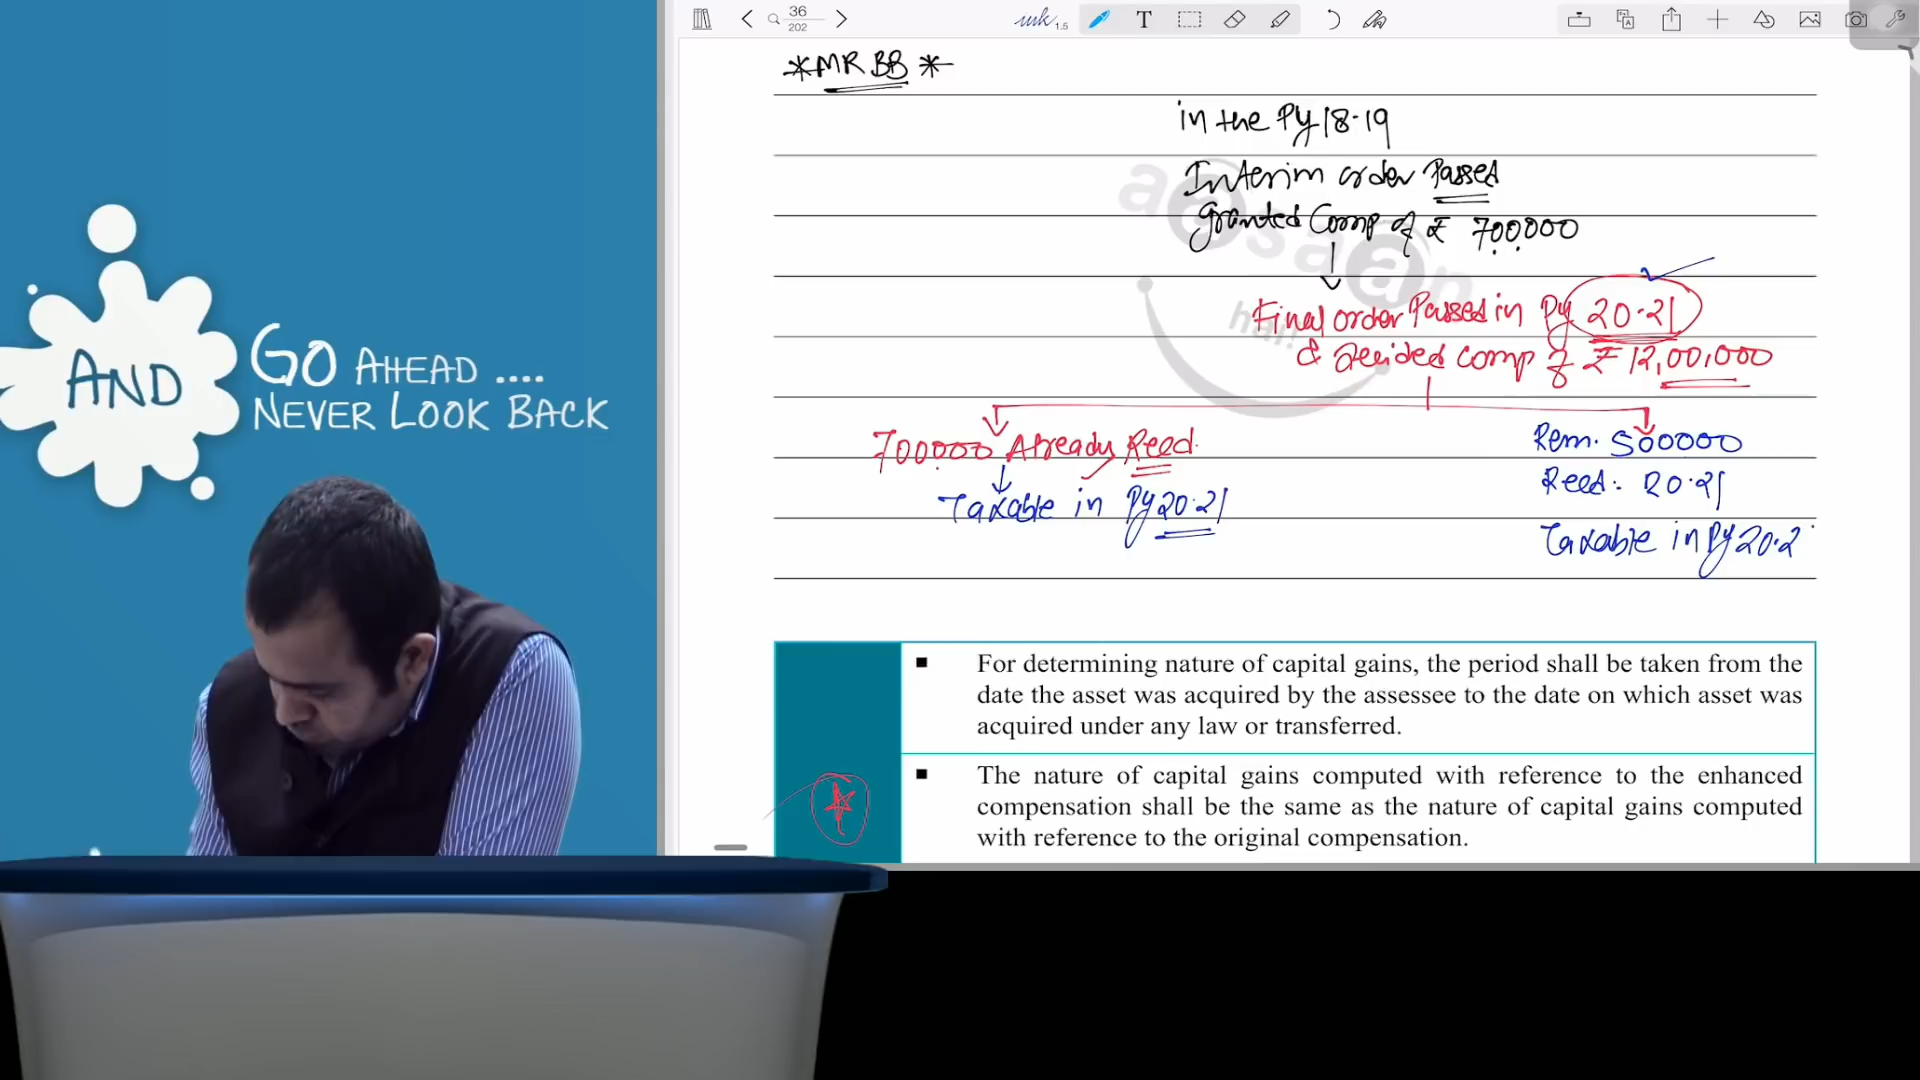 36
202
1.5
T
*MR BB*
in the Py 18-19
Interim order Passed
granted Comp of ₹ 700000
aasaan
hai!
Final order Passed in Py 20-21
& Decided comp of ₹ 12,00,000
700000 Already Recd.
Rem. 500000
Taxable in Py 20-21
Recd. 20-21
Taxable in Py 20-2
AND
GO AHEAD ....
NEVER LOOK BACK
■ For determining nature of capital gains, the period shall be taken from the
date the asset was acquired by the assessee to the date on which asset was
acquired under any law or transferred.
■ The nature of capital gains computed with reference to the enhanced
compensation shall be the same as the nature of capital gains computed
with reference to the original compensation.